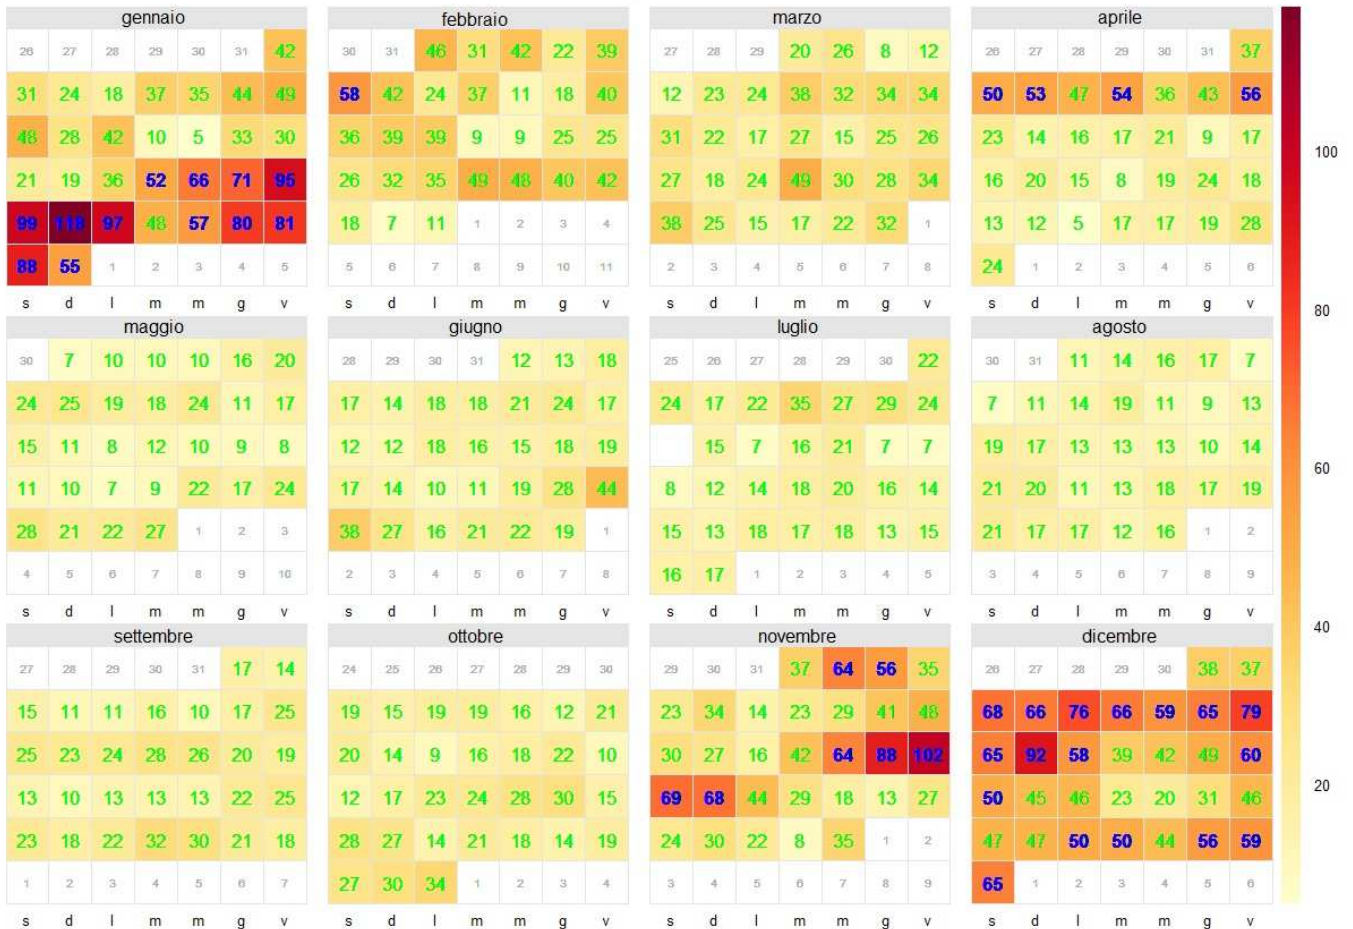 gennaio febbraio marzo aprile
26 27 28 29 30 31 42 30 31 46 31 42 22 39 27 28 29 20 26 8 12 26 27 28 29 30 31 37
31 24 18 37 35 44 49 58 42 24 37 11 18 40 12 23 24 38 32 34 34 50 53 47 54 36 43 56
48 28 42 10 5 33 30 36 39 39 9 9 25 25 31 22 17 27 15 25 26 23 14 16 17 21 9 17
100
21 19 36 52 66 71 95 26 32 35 49 48 40 42 27 18 24 49 30 28 34 16 20 15 8 19 24 18
99 118 97 48 57 80 81 18 7 11 1 2 3 4 38 25 15 17 22 32 1 13 12 5 17 17 19 28
88 55 1 2 3 4 5 5 6 7 8 9 10 11 2 3 4 5 6 7 8 24 1 2 3 4 5 6
s d l m m g v s d l m m g v s d l m m g v s d l m m g v
80
maggio giugno luglio agosto
30 7 10 10 10 16 20 28 29 30 31 12 13 18 25 26 27 28 29 30 22 30 31 11 14 16 17 7
24 25 19 18 24 11 17 17 14 18 18 21 24 17 24 17 22 35 27 29 24 7 11 14 19 11 9 13
15 11 8 12 10 9 8 12 12 18 16 15 18 19 15 7 16 21 7 7 19 17 13 13 13 10 14
60
11 10 7 9 22 17 24 17 14 10 11 19 28 44 8 12 14 18 20 16 14 21 20 11 13 18 17 19
28 21 22 27 1 2 3 38 27 16 21 22 19 1 15 13 18 17 18 13 15 21 17 17 12 16 1 2
4 5 6 7 8 9 10 2 3 4 5 6 7 8 16 17 1 2 3 4 5 3 4 5 6 7 8 9
s d l m m g v s d l m m g v s d l m m g v s d l m m g v
40
settembre ottobre novembre dicembre
27 28 29 30 31 17 14 24 25 26 27 28 29 30 29 30 31 37 64 56 35 26 27 28 29 30 38 37
15 11 11 16 10 17 25 19 15 19 19 16 12 21 23 34 14 23 29 41 48 68 66 76 66 59 65 79
25 23 24 28 26 20 19 20 14 9 16 18 22 10 30 27 16 42 64 88 102 65 92 58 39 42 49 60
20
13 10 13 13 13 22 25 12 17 23 24 28 30 15 69 68 44 29 18 13 27 50 45 46 23 20 31 46
23 18 22 32 30 21 18 28 27 14 21 18 14 19 24 30 22 8 35 1 2 47 47 50 50 44 56 59
1 2 3 4 5 6 7 27 30 34 1 2 3 4 3 4 5 6 7 8 9 65 1 2 3 4 5 6
s d l m m g v s d l m m g v s d l m m g v s d l m m g v